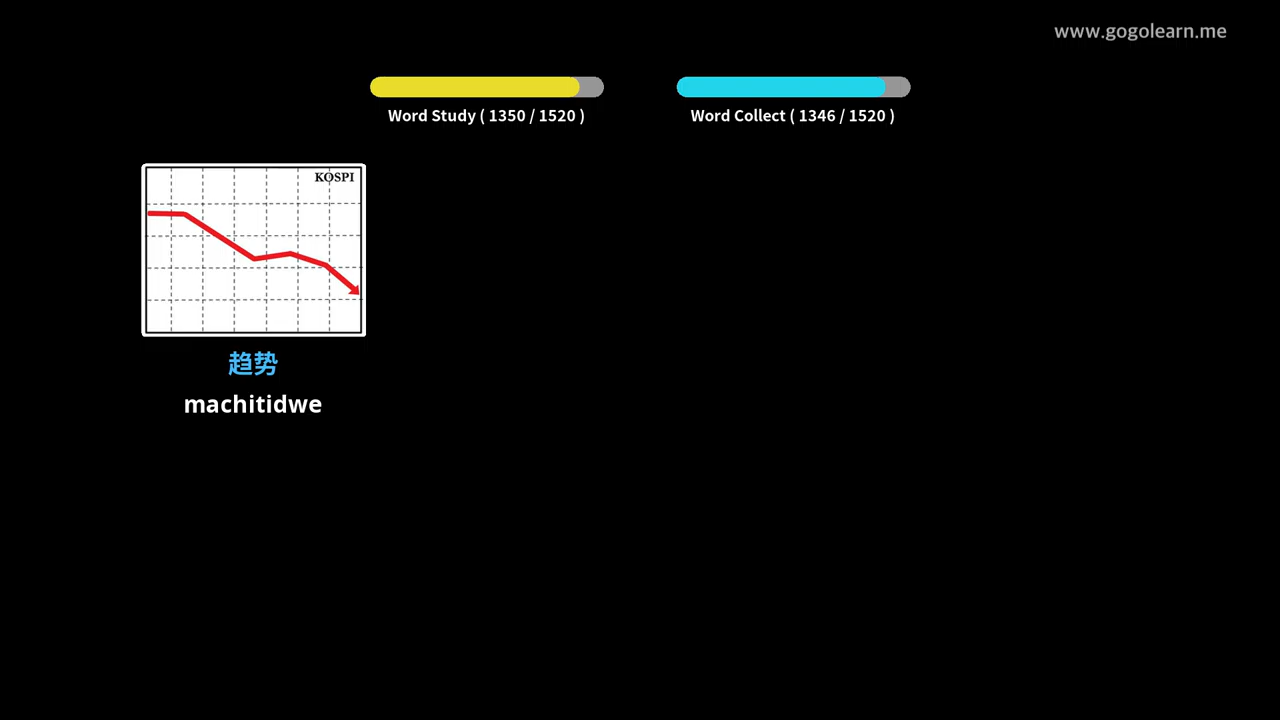 www.gogolearn.me
Word Study ( 1350 / 1520 )
Word Collect ( 1346 / 1520 )
KOSPI
趋势
machitidwe